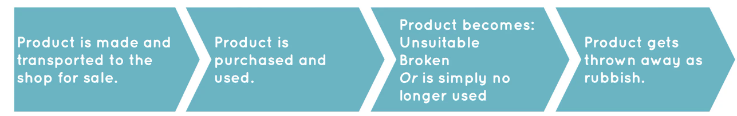 Product is made and
transported to the
shop for sale.
Product is
purchased and
used.
Product becomes:
Unsuitable
Broken
Or is simply no
longer used
Product gets
thrown away as
rubbish.